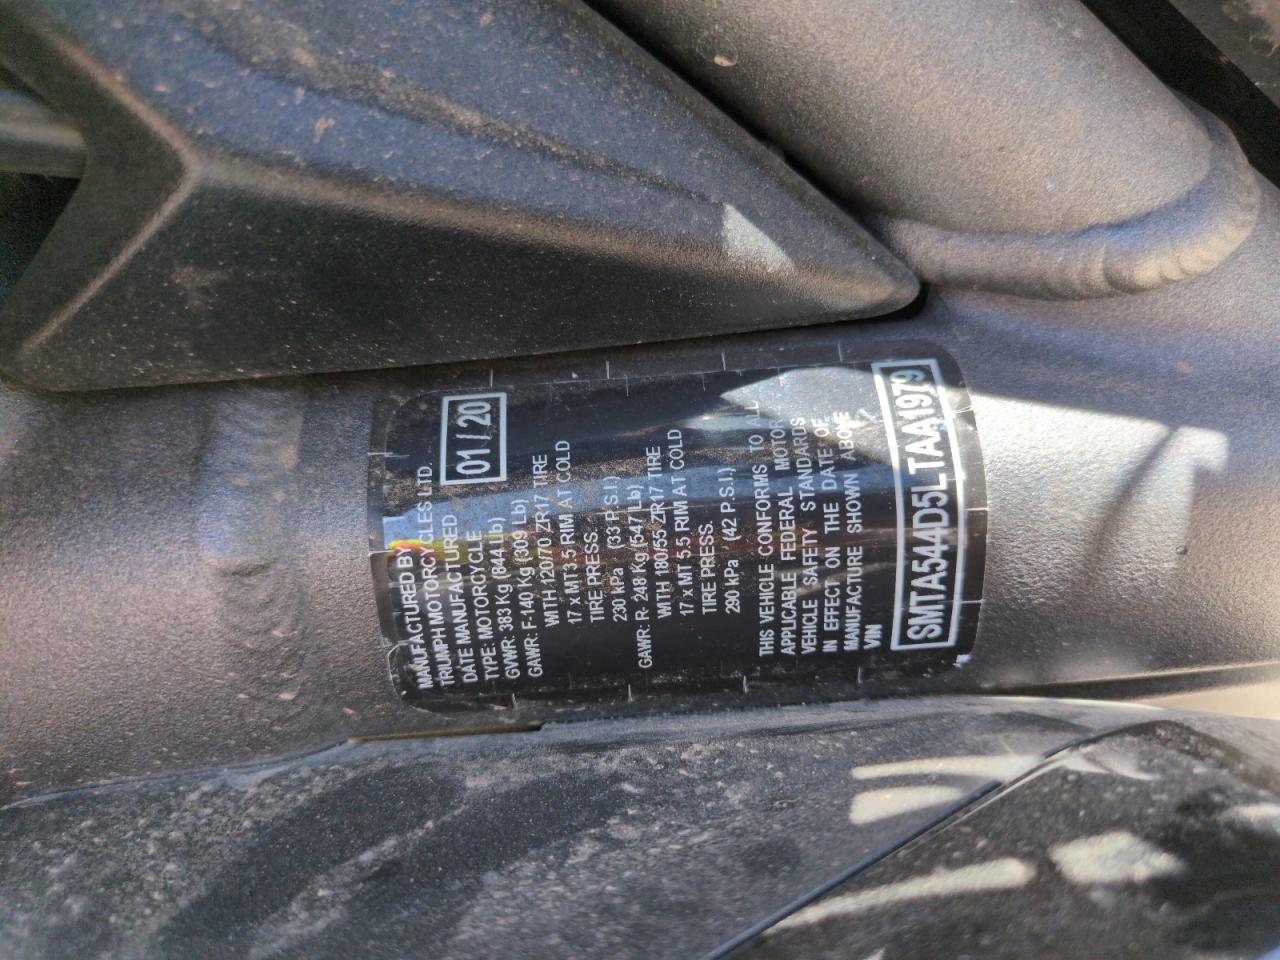 MANUFACTURED BY
TRIUMPH MOTORCYCLES LTD.
DATE MANUFACTURED 01 / 20
TYPE: MOTORCYCLE
GVWR: 383 Kg (844 Lb)
GAWR: F-140 Kg (309 Lb)
WITH 120/70 ZR17 TIRE
17 x MT 3.5 RIM AT COLD
TIRE PRESS.
230 kPa (33 P.S.I.)
GAWR: R- 248 Kg (547 Lb)
WITH 180/55 ZR17 TIRE
17 x MT 5.5 RIM AT COLD
TIRE PRESS.
290 kPa (42 P.S.I.)
THIS VEHICLE CONFORMS TO ALL
APPLICABLE FEDERAL MOTOR
VEHICLE SAFETY STANDARDS
IN EFFECT ON THE DATE OF
MANUFACTURE SHOWN ABOVE
VIN
SMTA544D5LTAA1979